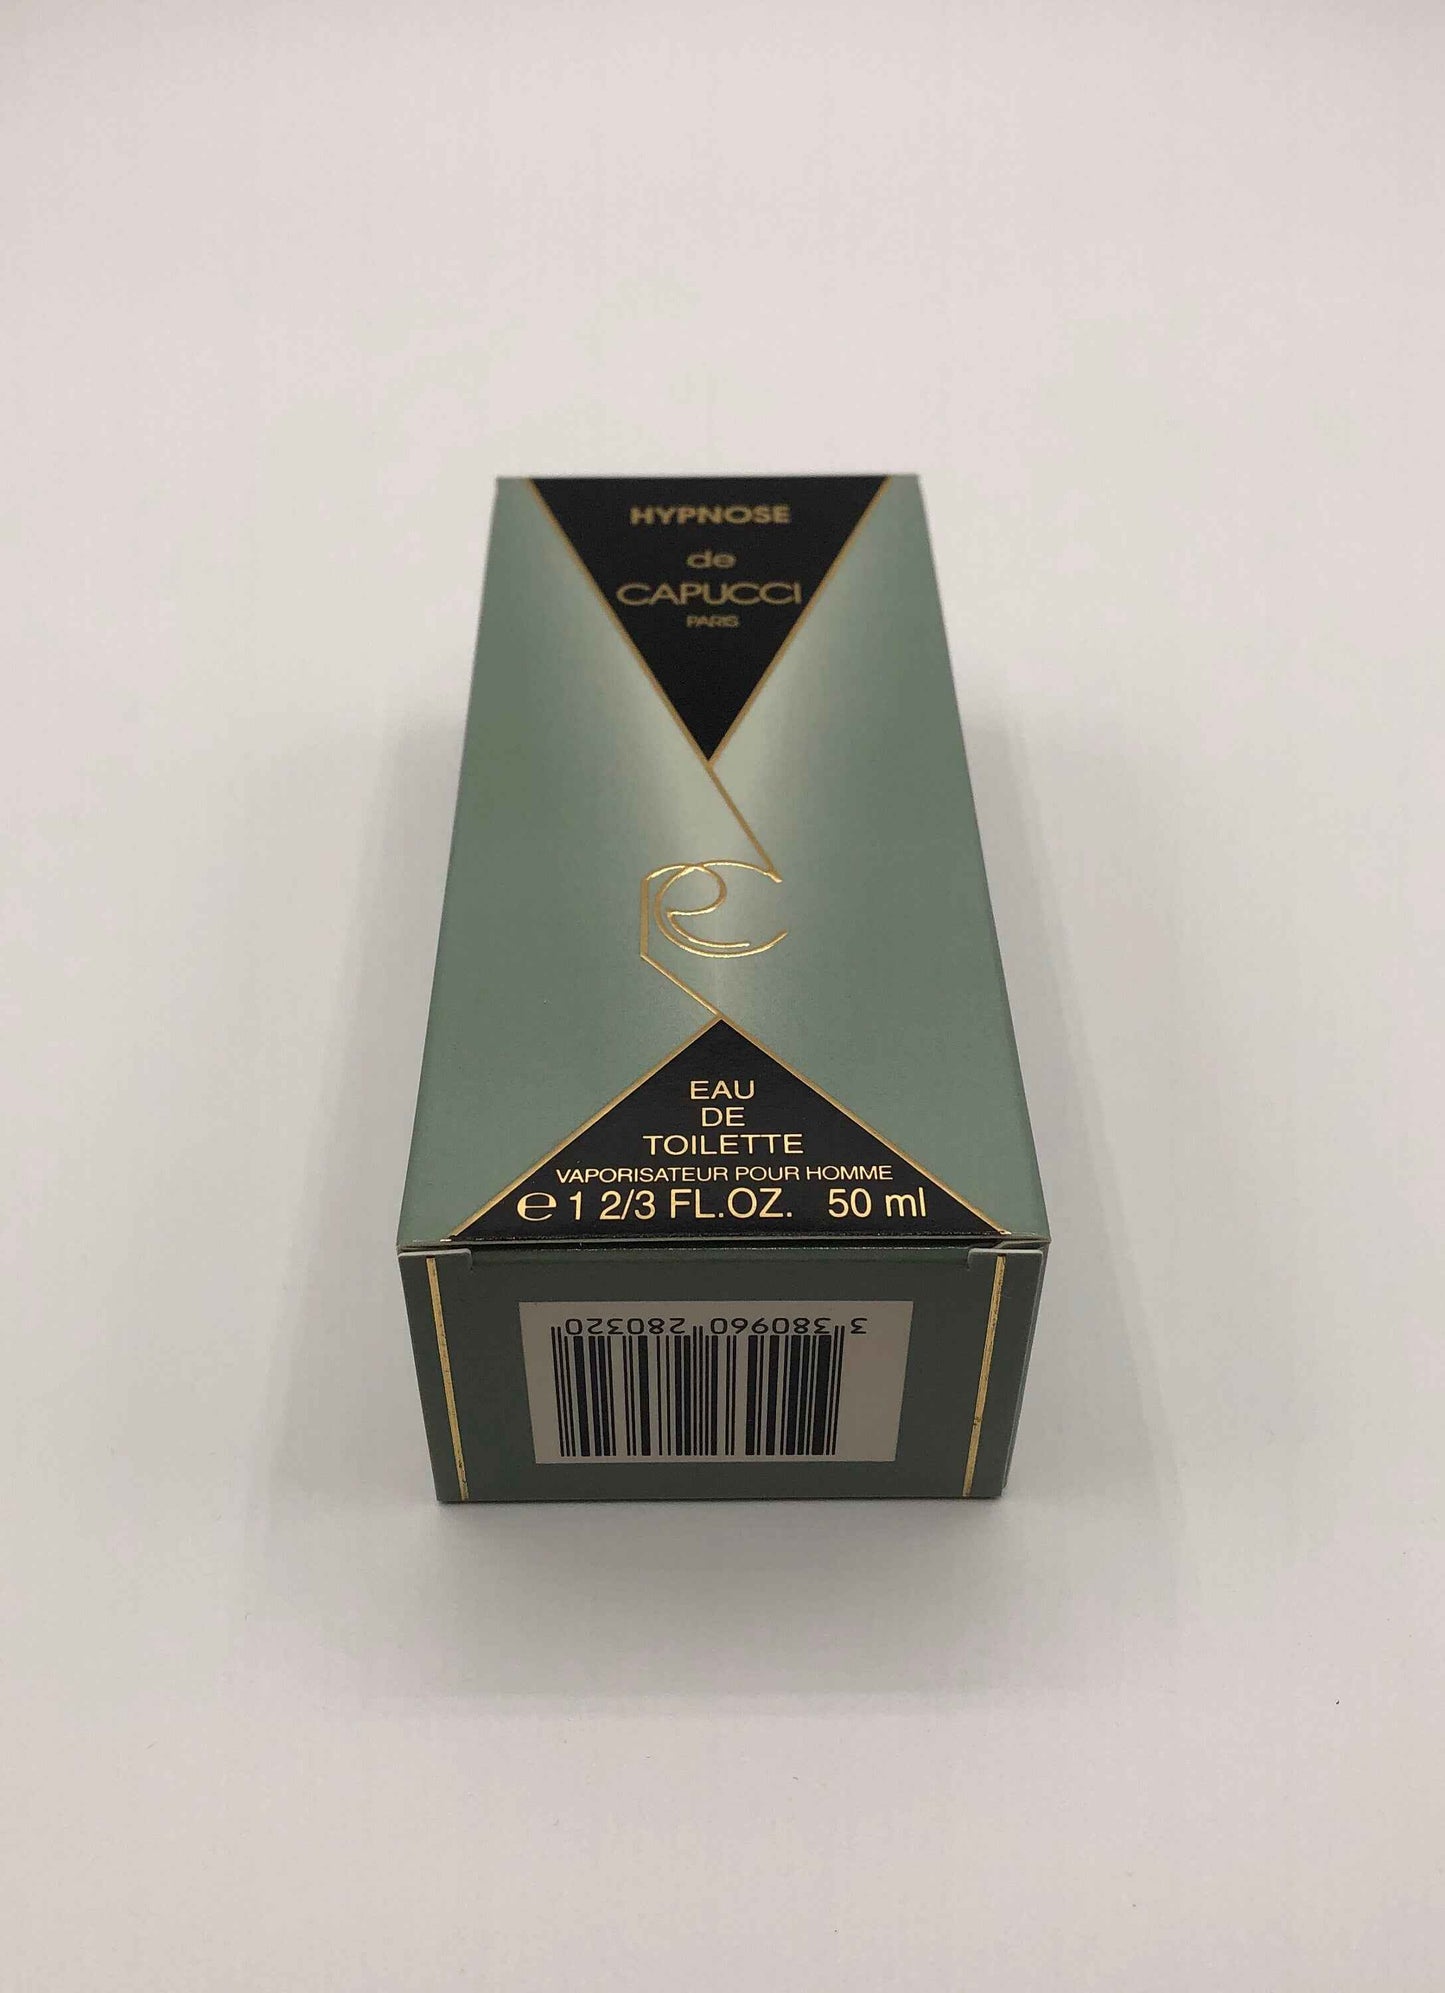 HYPNOSE
de
CAPUCCI
PARIS
RC
EAU
DE
TOILETTE
VAPORISATEUR POUR HOMME
℮ 1 2/3 FL.OZ. 50 ml
3 380960 280320